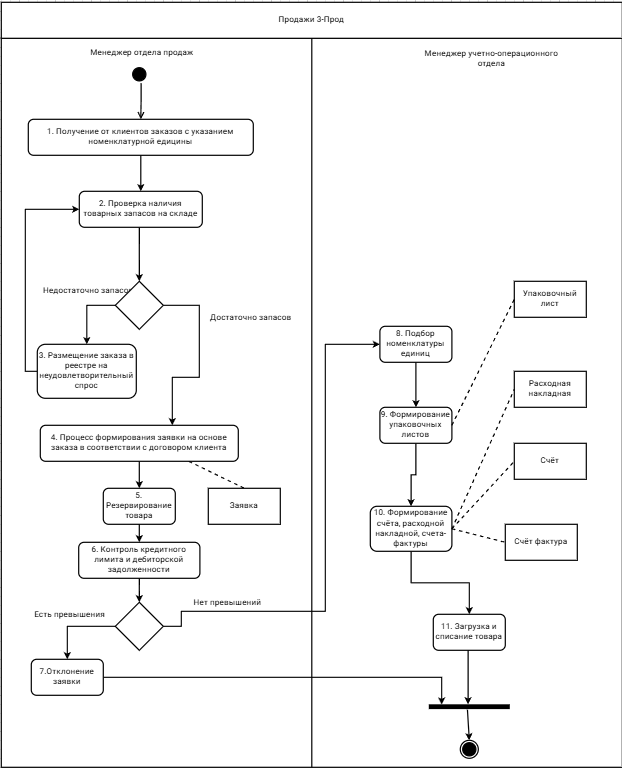 Продажи 3-Прод
Менеджер отдела продаж
1. Получение от клиентов заказов с указанием
номенклатурной едицины
2. Проверка наличия
товарных запасов на складе
Недостаточно запасов
Достаточно запасов
3. Размещение заказа в
реестре на
неудовлетворительный
спрос
4. Процесс формирования заявки на основе
заказа в соответствии с договором клиента
Заявка
5.
Резервирование
товара
6. Контроль кредитного
лимита и дебиторской
задолженности
Есть превышения
Нет превышений
7.Отклонение
заявки
Менеджер учетно-операционного
отдела
8. Подбор
номенклатуры
единиц
Упаковочный
лист
9. Формирование
упаковочных
листов
Расходная
накладная
Счёт
10. Формирование
счёта, расходной
накладной, счета-
фактуры
Счёт фактура
11. Загрузка и
списание товара